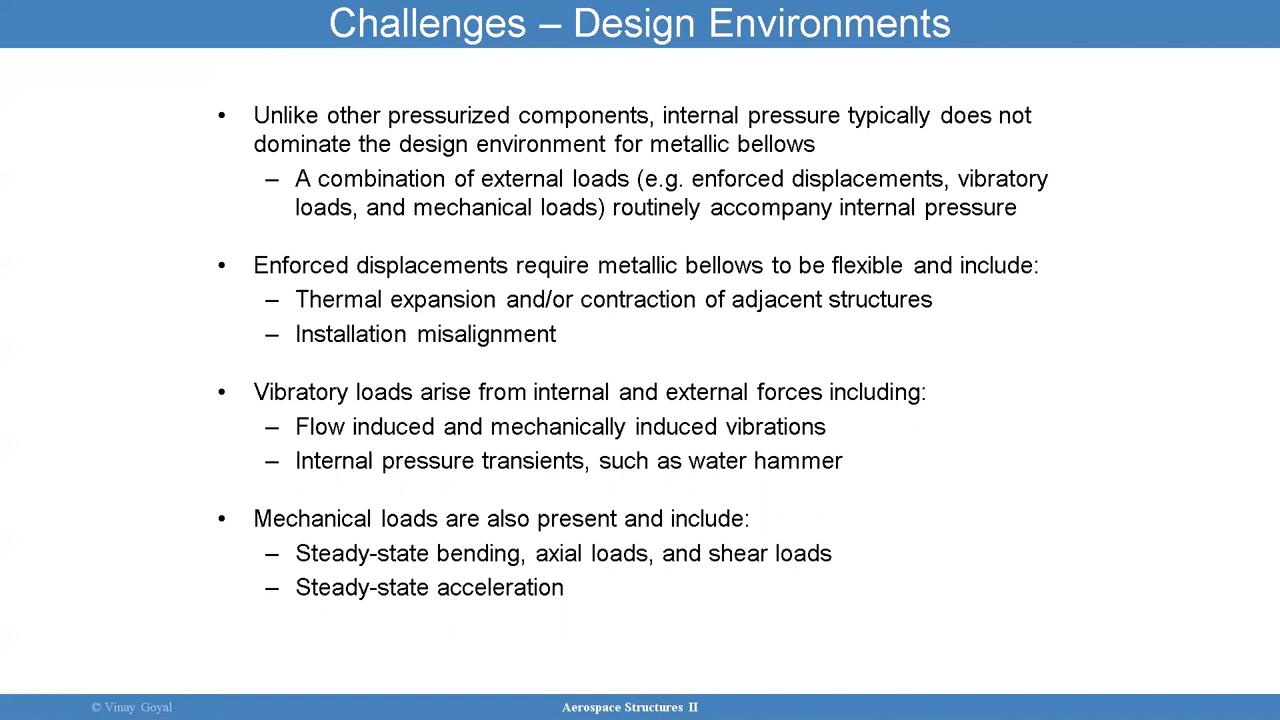 Challenges – Design Environments
• Unlike other pressurized components, internal pressure typically does not
dominate the design environment for metallic bellows
– A combination of external loads (e.g. enforced displacements, vibratory
loads, and mechanical loads) routinely accompany internal pressure
• Enforced displacements require metallic bellows to be flexible and include:
– Thermal expansion and/or contraction of adjacent structures
– Installation misalignment
• Vibratory loads arise from internal and external forces including:
– Flow induced and mechanically induced vibrations
– Internal pressure transients, such as water hammer
• Mechanical loads are also present and include:
– Steady-state bending, axial loads, and shear loads
– Steady-state acceleration
© Vinay Goyal
Aerospace Structures II